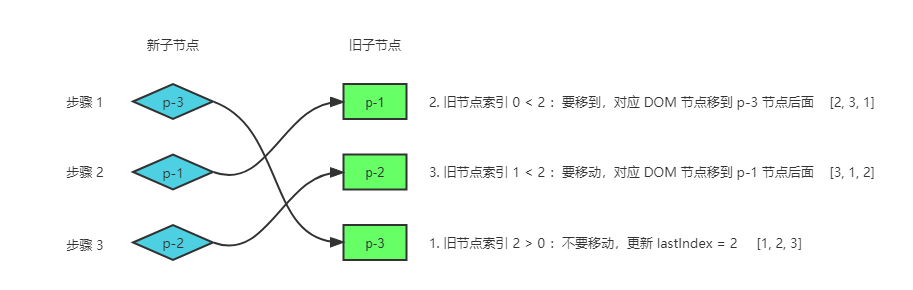 新子节点 旧子节点
步骤 1 p-3 p-1 2. 旧节点索引 0 < 2 ：要移到，对应 DOM 节点移到 p-3 节点后面 [2, 3, 1]
步骤 2 p-1 p-2 3. 旧节点索引 1 < 2 ：要移动，对应 DOM 节点移到 p-1 节点后面 [3, 1, 2]
步骤 3 p-2 p-3 1. 旧节点索引 2 > 0 ：不要移动，更新 lastIndex = 2 [1, 2, 3]